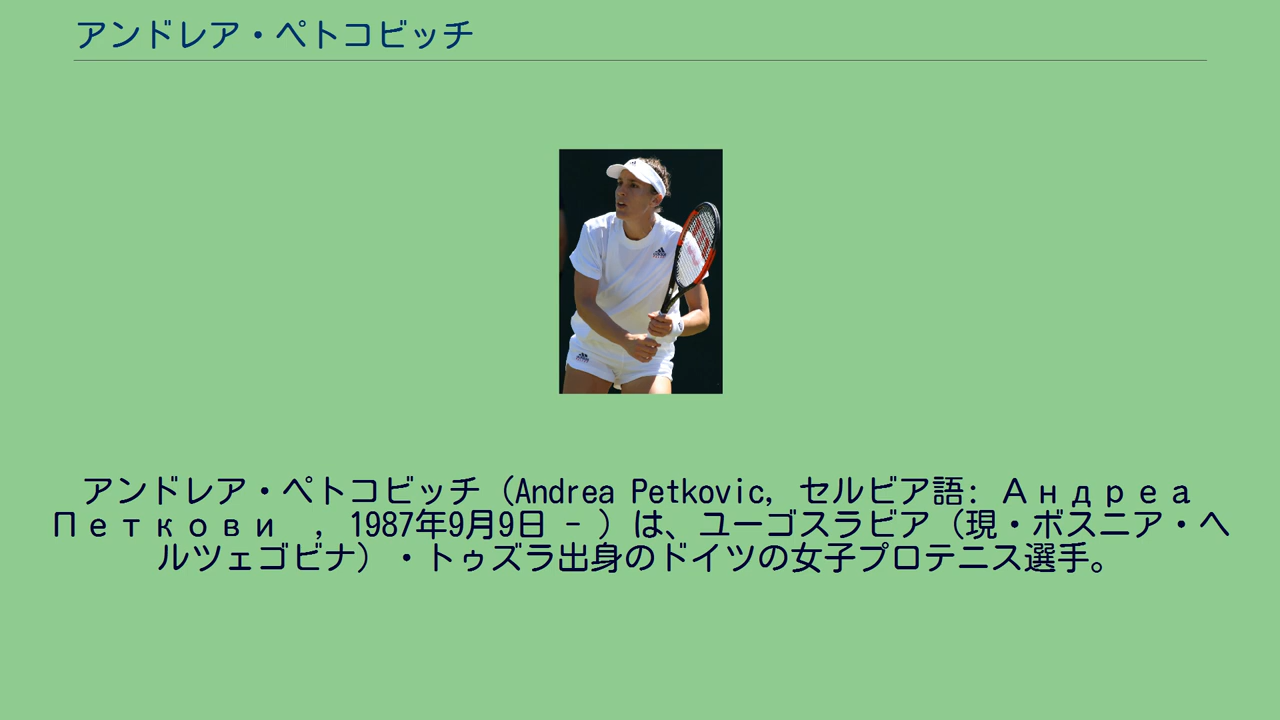 アンドレア・ペトコビッチ
アンドレア・ペトコビッチ（Andrea Petkovic, セルビア語: Ａндреа
Петкови　, 1987年9月9日 - ）は、ユーゴスラビア（現・ボスニア・ヘ
ルツェゴビナ）・トゥズラ出身のドイツの女子プロテニス選手。